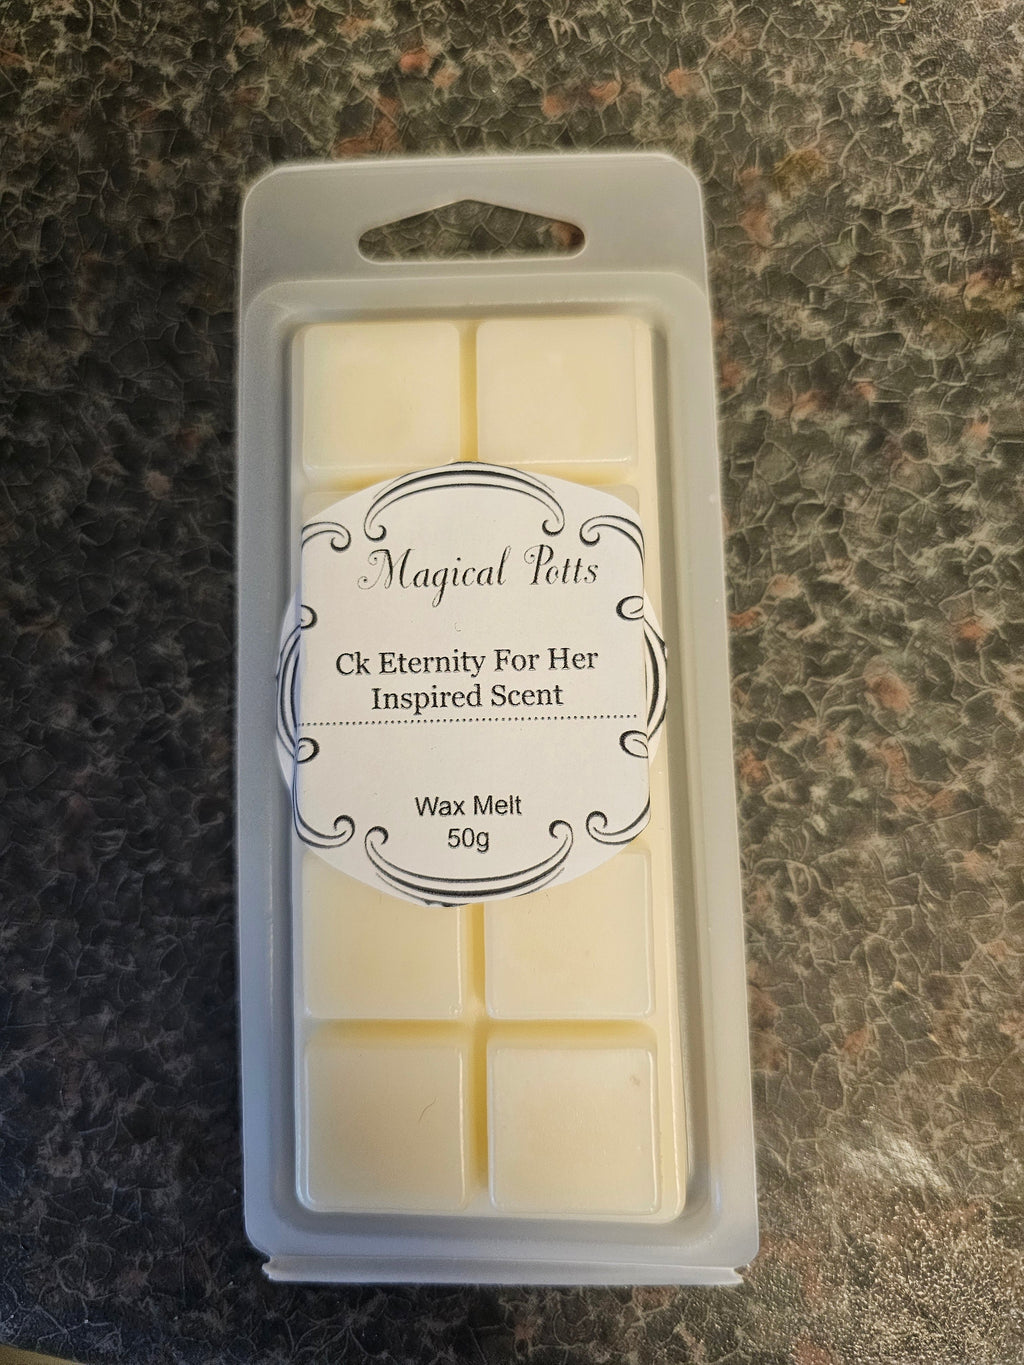 Magical Potts
Ck Eternity For Her
Inspired Scent
Wax Melt
50g